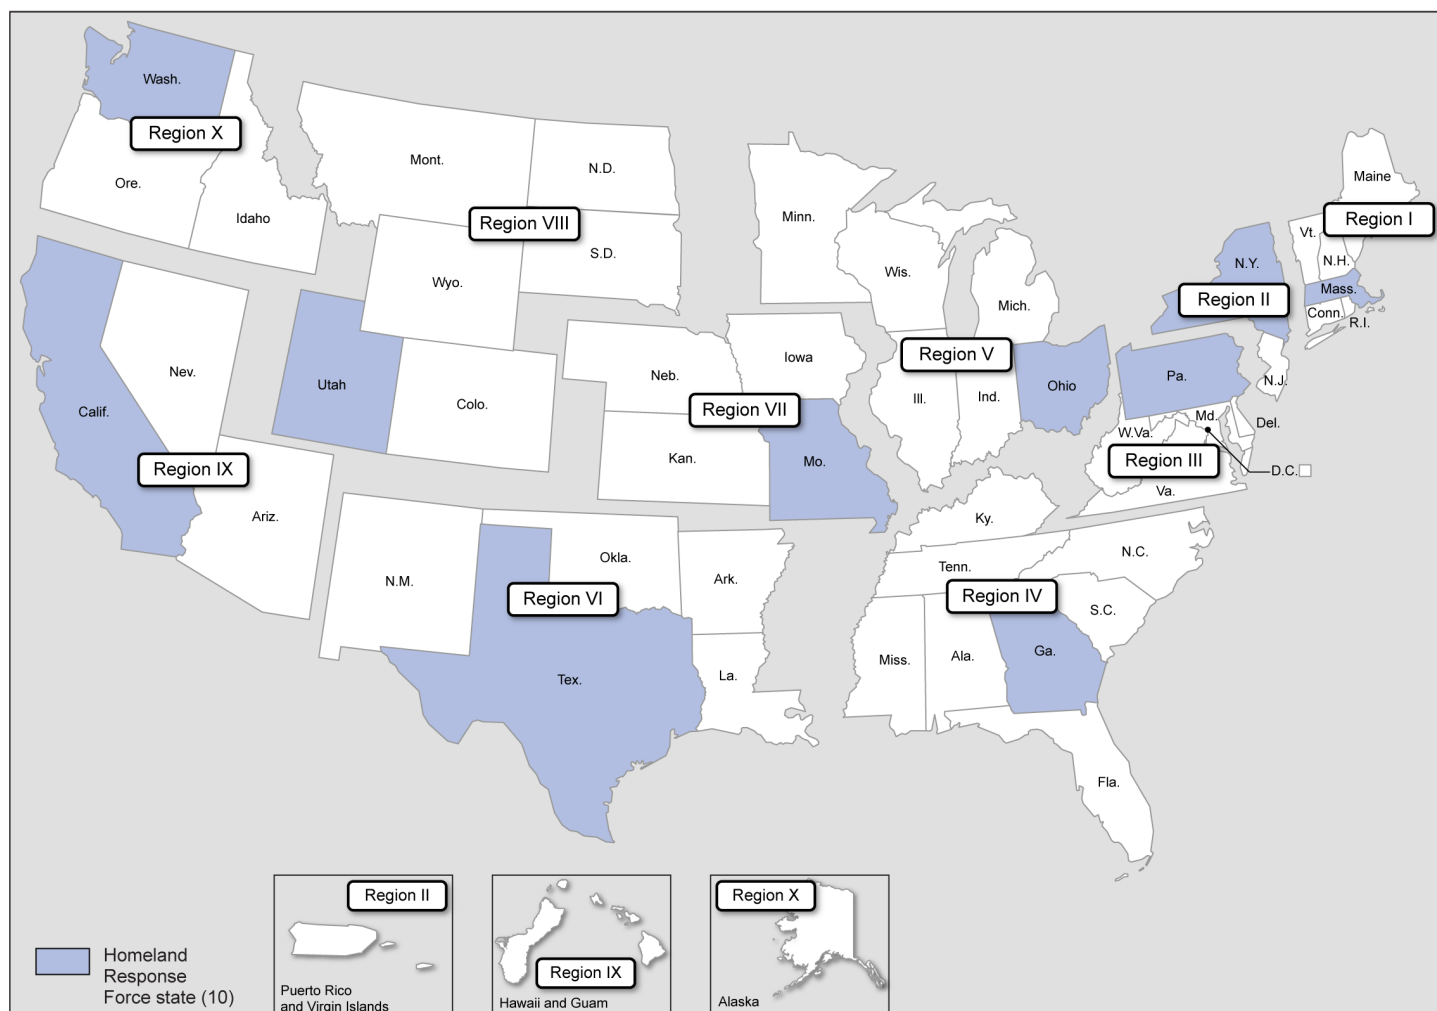 Wash.
Region X
Ore.
Idaho
Mont.
N.D.
Region VIII
S.D.
Wyo.
Minn.
Wis.
Mich.
Maine
Region I
Vt.
N.H.
N.Y.
Mass.
Region II
Conn.
R.I.
Calif.
Nev.
Utah
Colo.
Region IX
Ariz.
Neb.
Iowa
Region VII
Kan.
Mo.
Region V
Ill.
Ind.
Ohio
Pa.
N.J.
Md.
Del.
W.Va.
Region III
D.C.
Va.
N.M.
Okla.
Ark.
Region VI
Tex.
La.
Ky.
Tenn.
N.C.
Region IV
S.C.
Miss.
Ala.
Ga.
Fla.
Homeland
Response
Force state (10)
Region II
Puerto Rico
and Virgin Islands
Region IX
Hawaii and Guam
Region X
Alaska